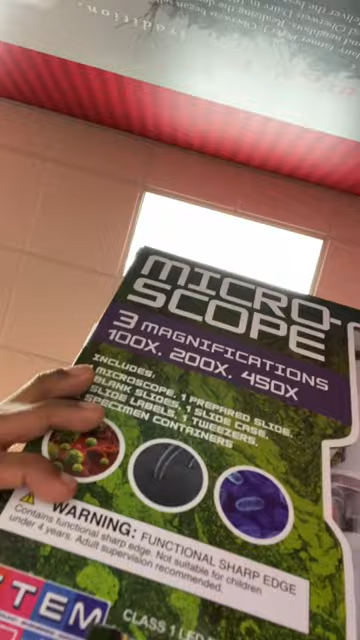 MICRO-
SCOPE
3 MAGNIFICATIONS
100X, 200X, 450X
INCLUDES:
MICROSCOPE, 1 PREPARED SLIDE,
BLANK SLIDES, 1 SLIDE CASE,
SLIDE LABELS, 1 TWEEZERS,
SPECIMEN CONTAINERS
WARNING: FUNCTIONAL SHARP EDGE
Contains functional sharp edge. Not suitable for children
under 4 years. Adult supervision recommended.
STEM
CLASS 1 LED